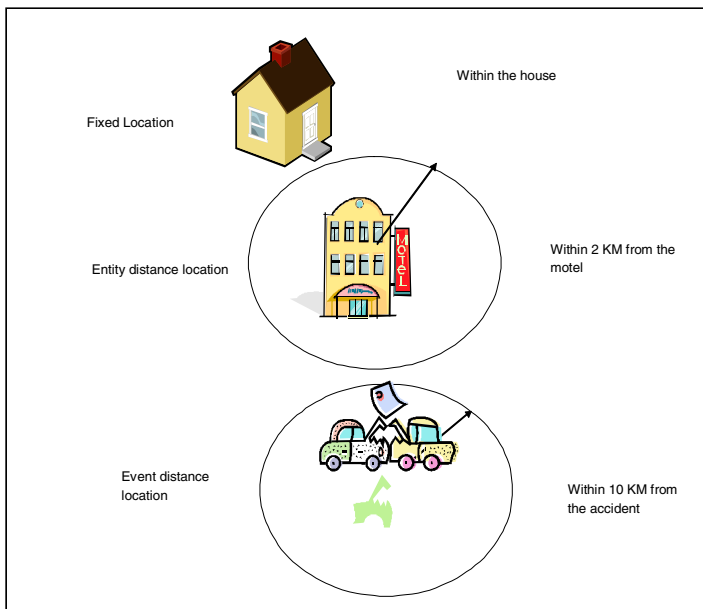 Within the house
Fixed Location
MOTEL
Entity distance location
Within 2 KM from the
motel
Event distance
location
Within 10 KM from
the accident